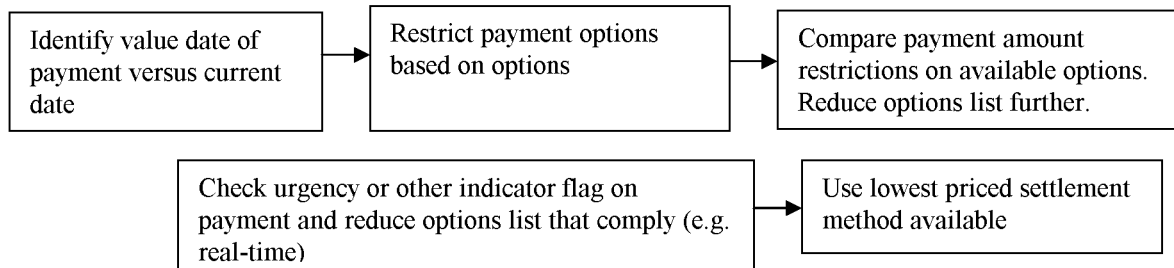 Identify value date of
payment versus current
date
Restrict payment options
based on options
Compare payment amount
restrictions on available options.
Reduce options list further.
Check urgency or other indicator flag on
payment and reduce options list that comply (e.g.
real-time)
Use lowest priced settlement
method available